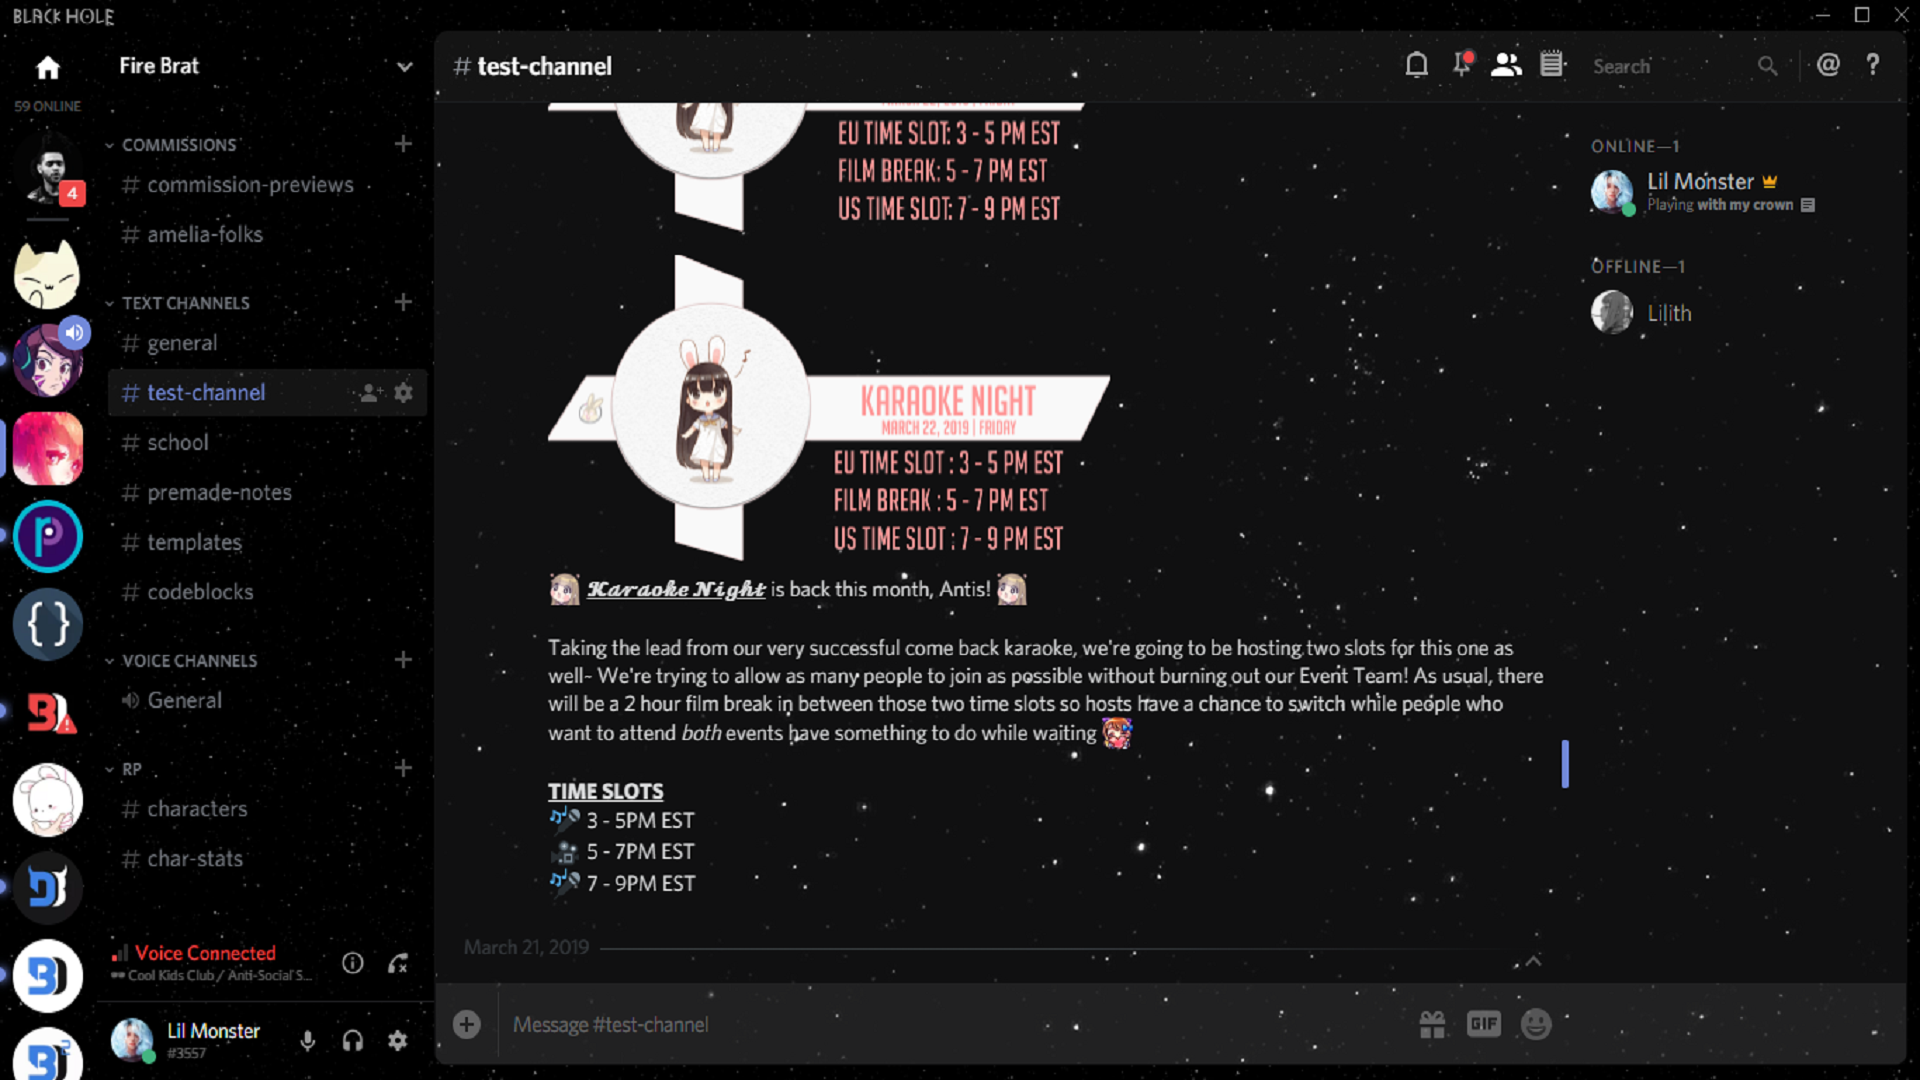 BLACK HOLE
Fire Brat
# test-channel
Search
@
?
59 ONLINE
4
COMMISSIONS
# commission-previews
# amelia-folks
TEXT CHANNELS
# general
# test-channel
# school
# premade-notes
# templates
# codeblocks
VOICE CHANNELS
General
RP
# characters
# char-stats
Voice Connected
Cool Kids Club / Anti-Social S...
Lil Monster
#3557
EU TIME SLOT: 3 - 5 PM EST
FILM BREAK: 5 - 7 PM EST
US TIME SLOT: 7 - 9 PM EST
KARAOKE NIGHT
MARCH 22, 2019 | FRIDAY
EU TIME SLOT : 3 - 5 PM EST
FILM BREAK : 5 - 7 PM EST
US TIME SLOT : 7 - 9 PM EST
Karaoke Night is back this month, Antis!
Taking the lead from our very successful come back karaoke, we're going to be hosting two slots for this one as
well- We're trying to allow as many people to join as possible without burning out our Event Team! As usual, there
will be a 2 hour film break in between those two time slots so hosts have a chance to switch while people who
want to attend both events have something to do while waiting
TIME SLOTS
3 - 5PM EST
5 - 7PM EST
7 - 9PM EST
March 21, 2019
Message #test-channel
GIF
ONLINE—1
Lil Monster
Playing with my crown
OFFLINE—1
Lilith